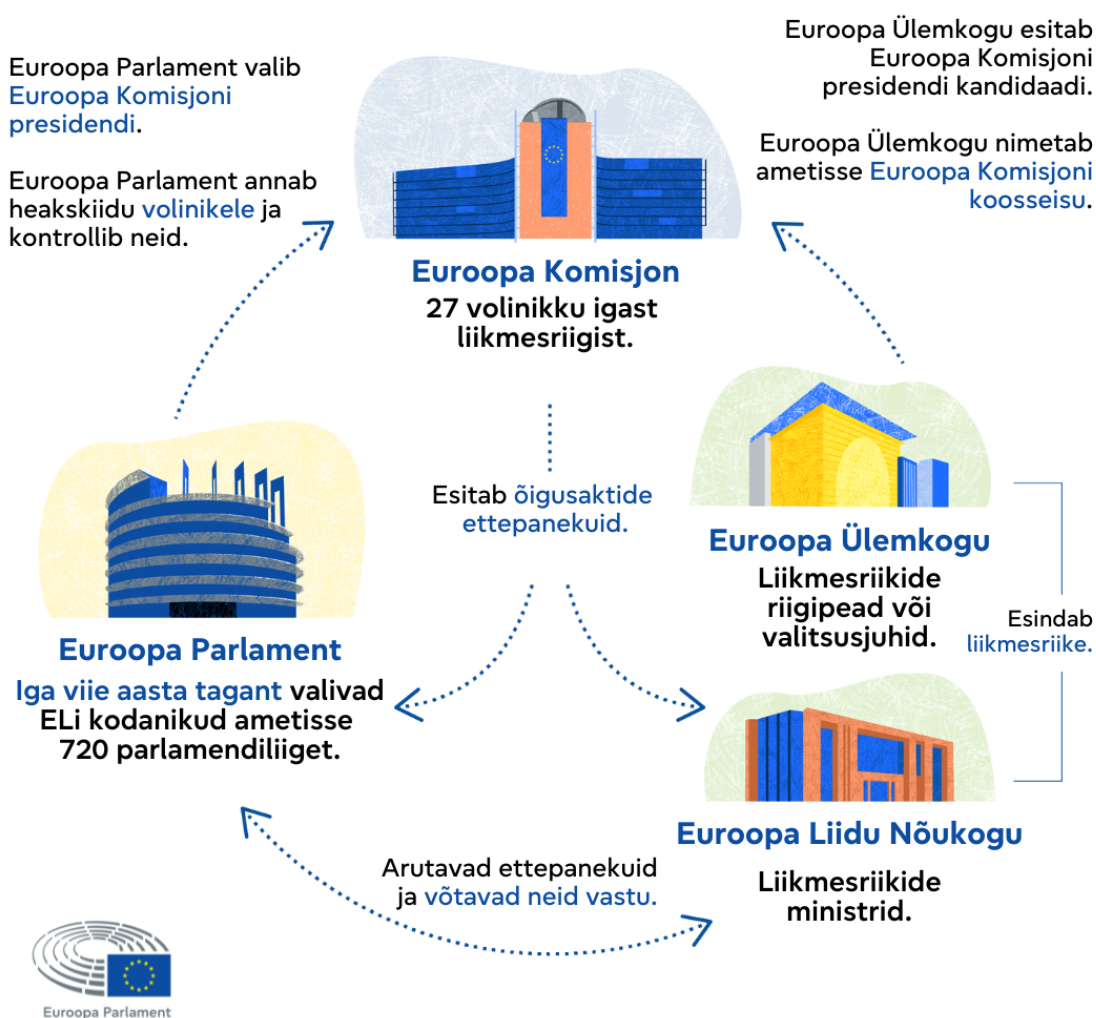 Euroopa Parlament valib
Euroopa Komisjoni
presidendi.
Euroopa Parlament annab
heakskiidu volinikele ja
kontrollib neid.
Euroopa Ülemkogu esitab
Euroopa Komisjoni
presidendi kandidaadi.
Euroopa Ülemkogu nimetab
ametisse Euroopa Komisjoni
koosseisu.
Euroopa Komisjon
27 volinikku igast
liikmesriigist.
Esitab õigusaktide
ettepanekuid.
Euroopa Ülemkogu
Liikmesriikide
riigipead või
valitsusjuhid.
Esindab
liikmesriike.
Euroopa Parlament
Iga viie aasta tagant valivad
ELi kodanikud ametisse
720 parlamendiliiget.
Euroopa Liidu Nõukogu
Liikmesriikide
ministrid.
Arutavad ettepanekuid
ja võtavad neid vastu.
Euroopa Parlament